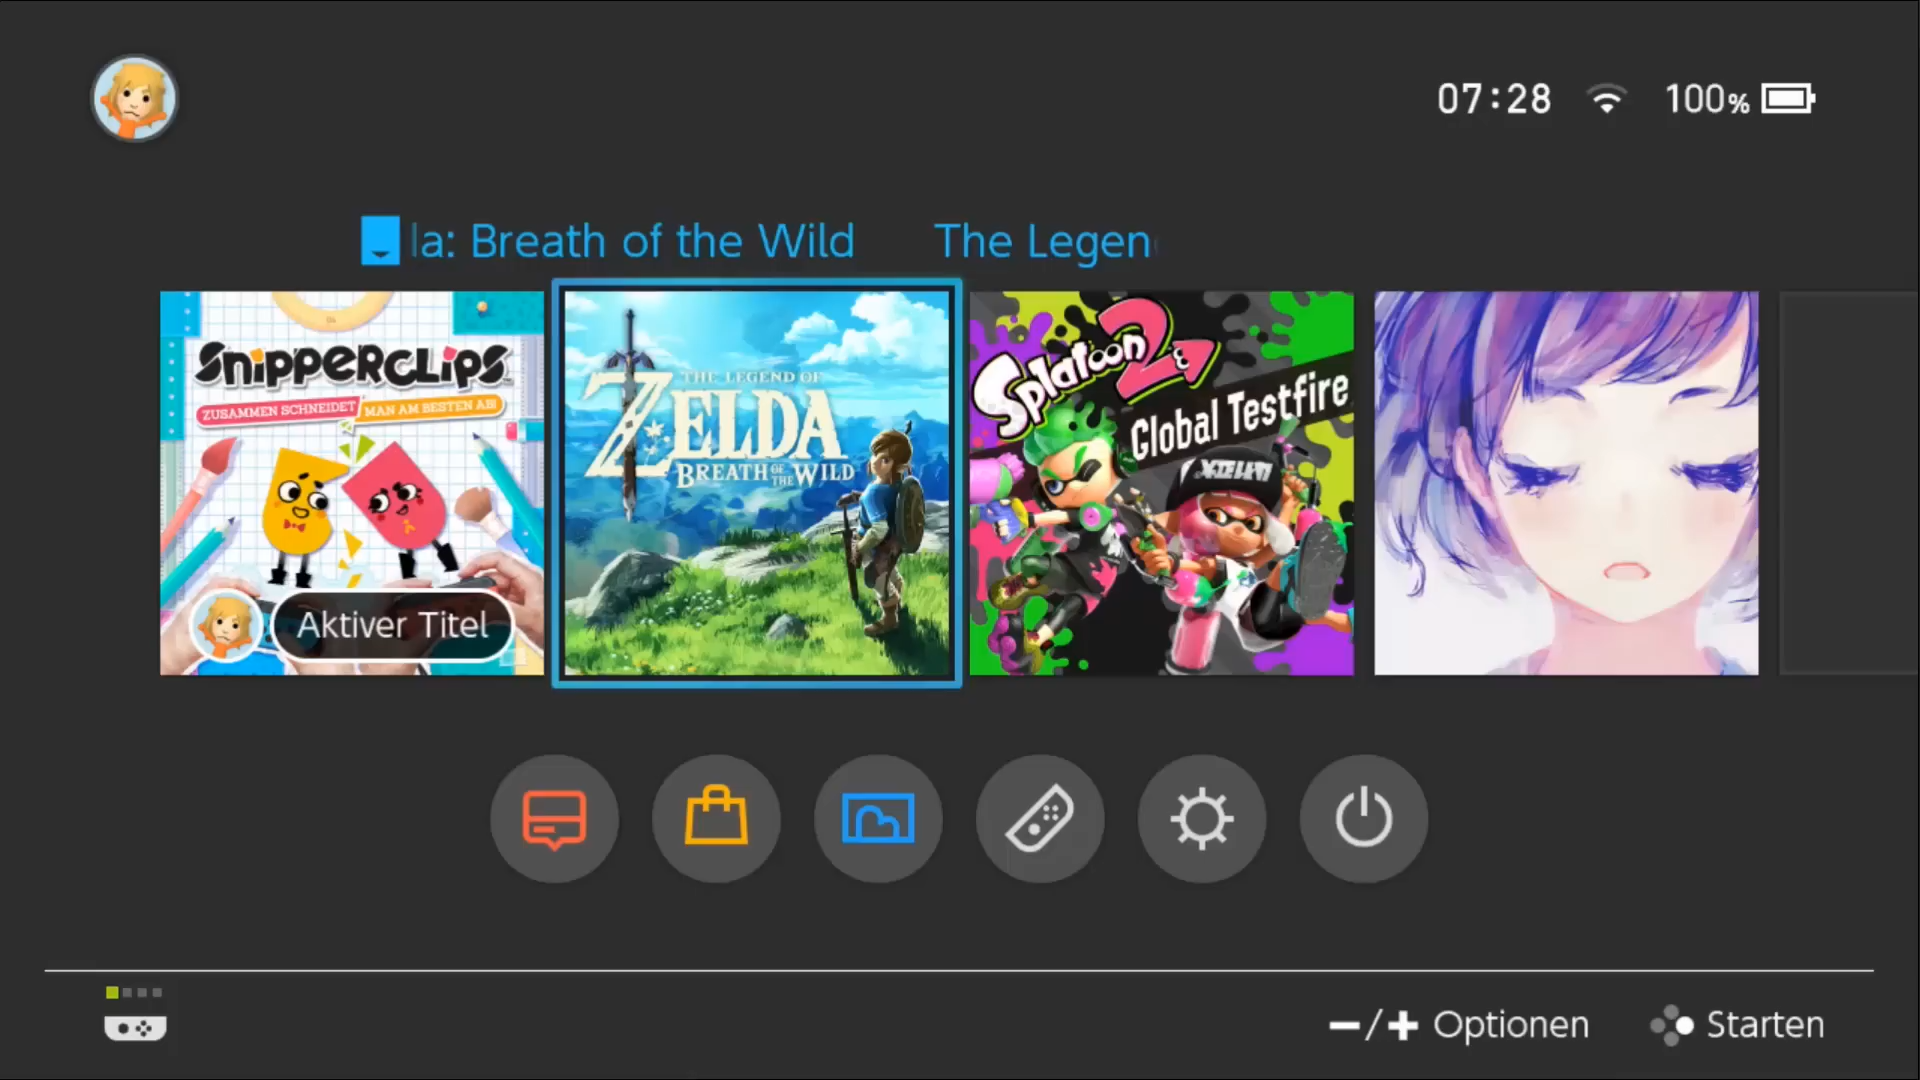 07:28
100%
la: Breath of the Wild The Legen
SNIPPERCLIPS
ZUSAMMEN SCHNEIDET MAN AM BESTEN AB!
Aktiver Titel
THE LEGEND OF
ZELDA
BREATH OF THE WILD
Splatoon 2
Global Testfire
−/+ Optionen
Starten